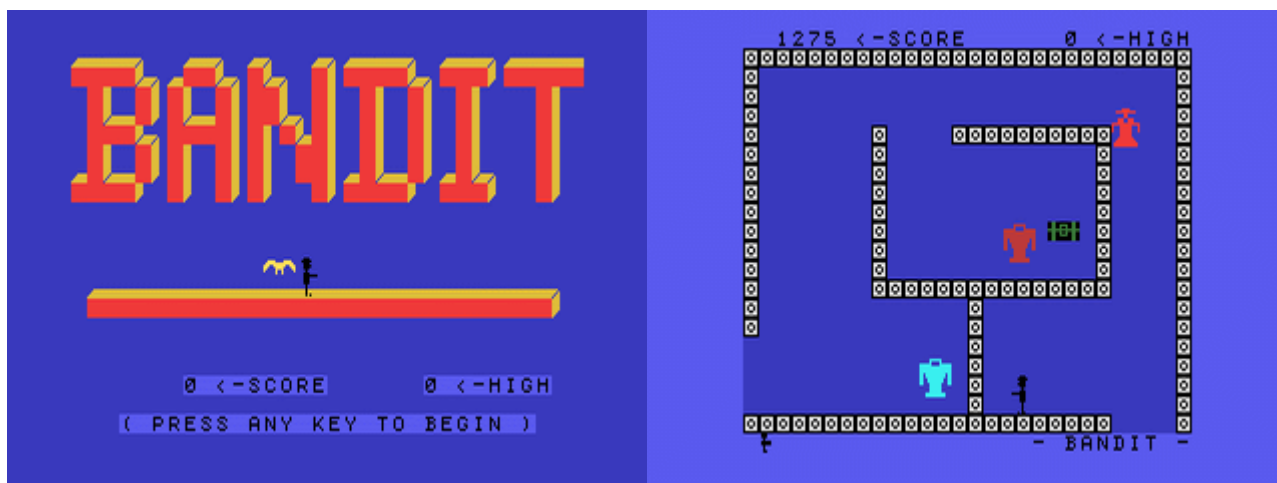 BANDIT
0 <-SCORE 0 <-HIGH
( PRESS ANY KEY TO BEGIN )
1275 <-SCORE 0 <-HIGH
- BANDIT -